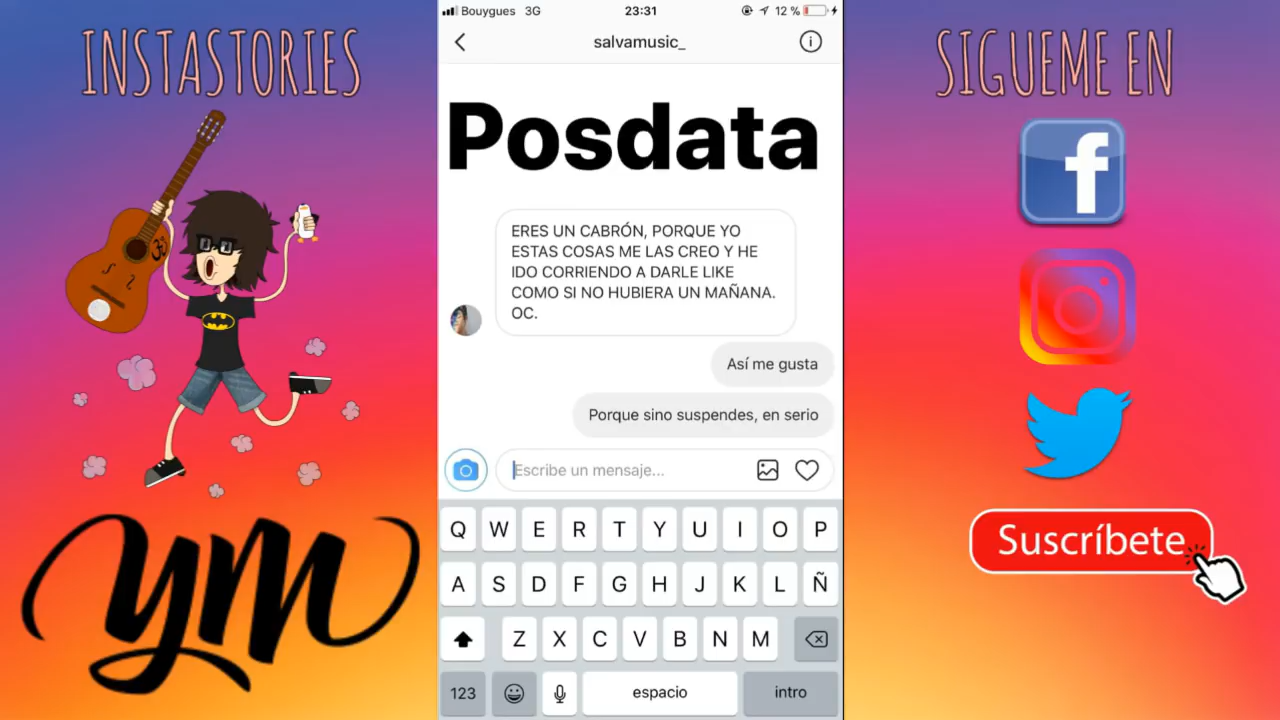 INSTASTORIES
ym
Bouygues 3G
23:31
12 %
salvamusic_
Posdata
ERES UN CABRÓN, PORQUE YO
ESTAS COSAS ME LAS CREO Y HE
IDO CORRIENDO A DARLE LIKE
COMO SI NO HUBIERA UN MAÑANA.
OC.
Así me gusta
Porque sino suspendes, en serio
Escribe un mensaje...
Q W E R T Y U I O P
A S D F G H J K L Ñ
Z X C V B N M
123 espacio intro
SIGUEME EN
f
Suscríbete